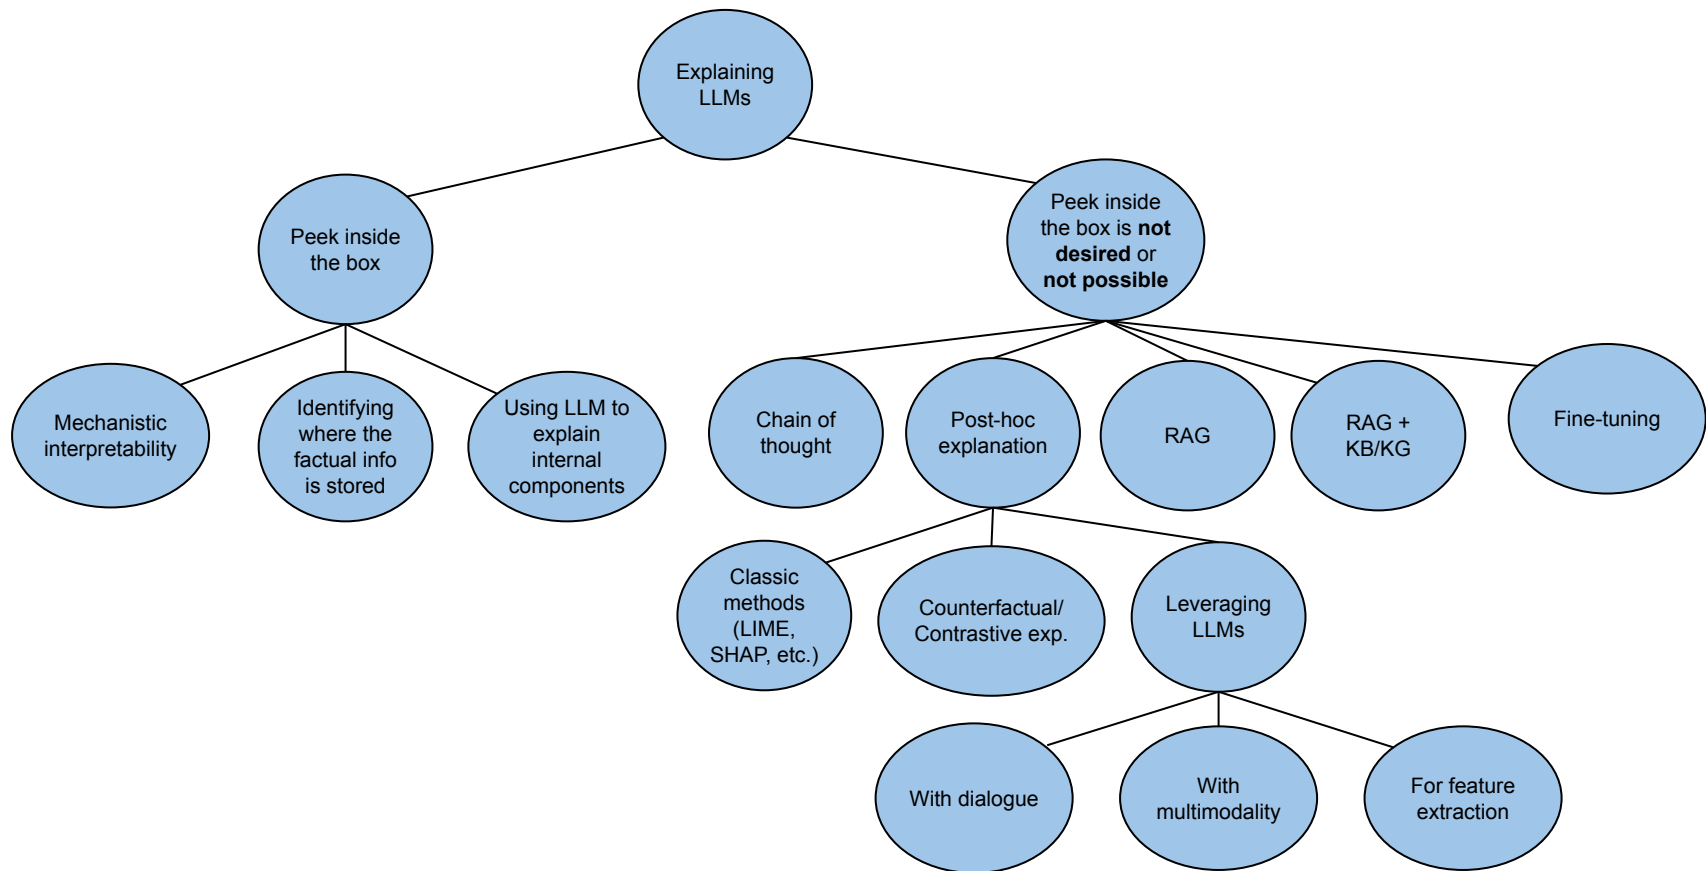 Explaining
LLMs
Peek inside
the box
Peek inside
the box is not
desired or
not possible
Mechanistic
interpretability
Identifying
where the
factual info
is stored
Using LLM to
explain
internal
components
Chain of
thought
Post-hoc
explanation
RAG
RAG +
KB/KG
Fine-tuning
Classic
methods
(LIME,
SHAP, etc.)
Counterfactual/
Contrastive exp.
Leveraging
LLMs
With dialogue
With
multimodality
For feature
extraction